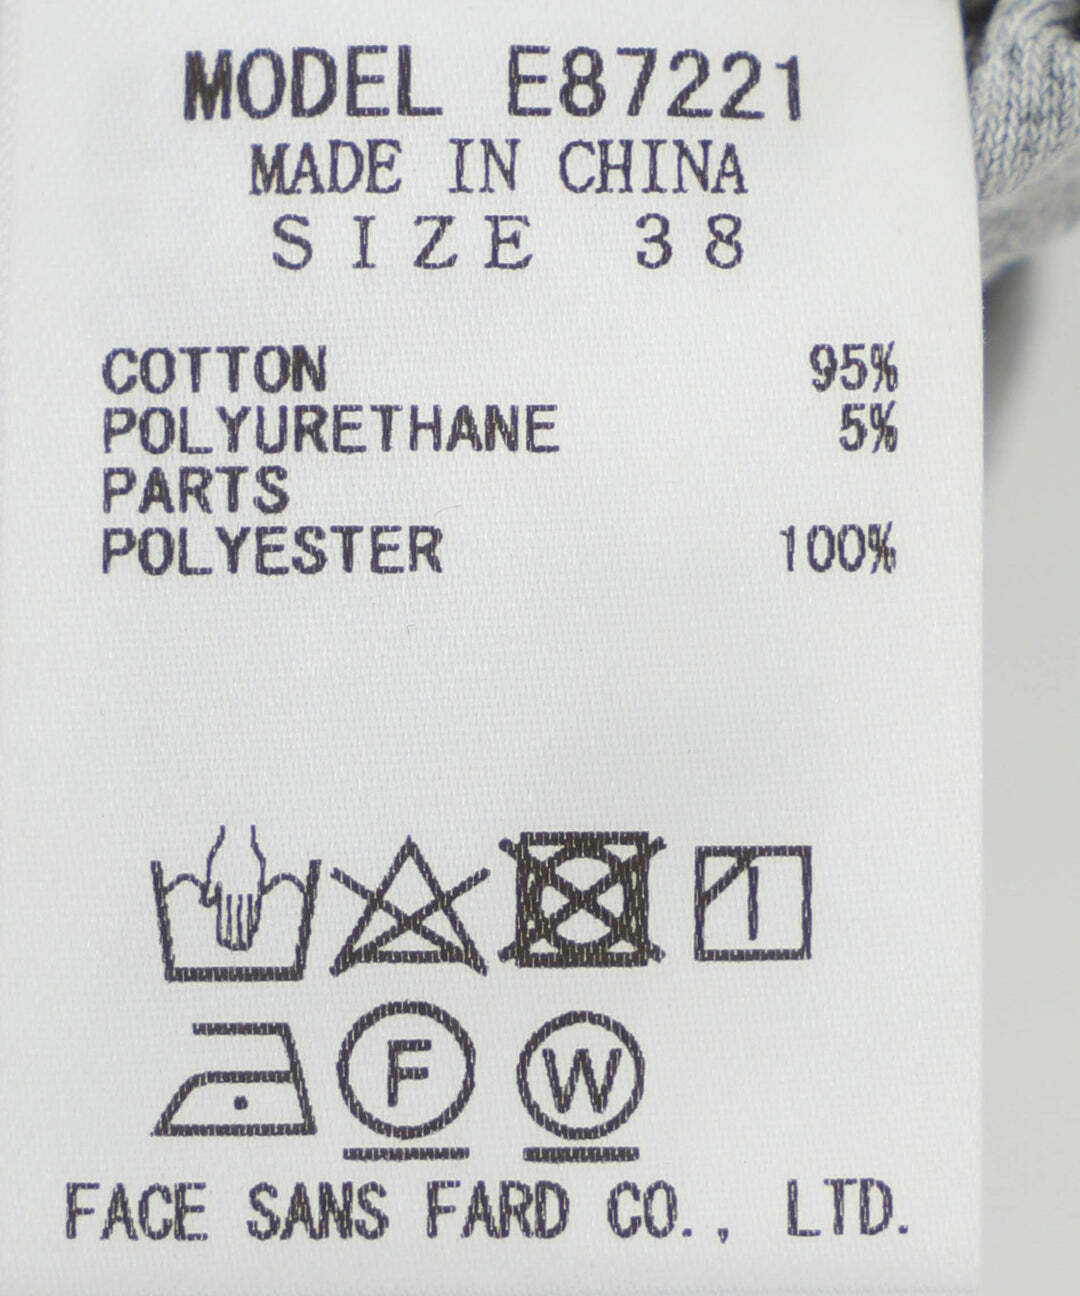 MODEL E87221
MADE IN CHINA
SIZE 38
COTTON 95%
POLYURETHANE 5%
PARTS
POLYESTER 100%
F W
FACE SANS FARD CO., LTD.